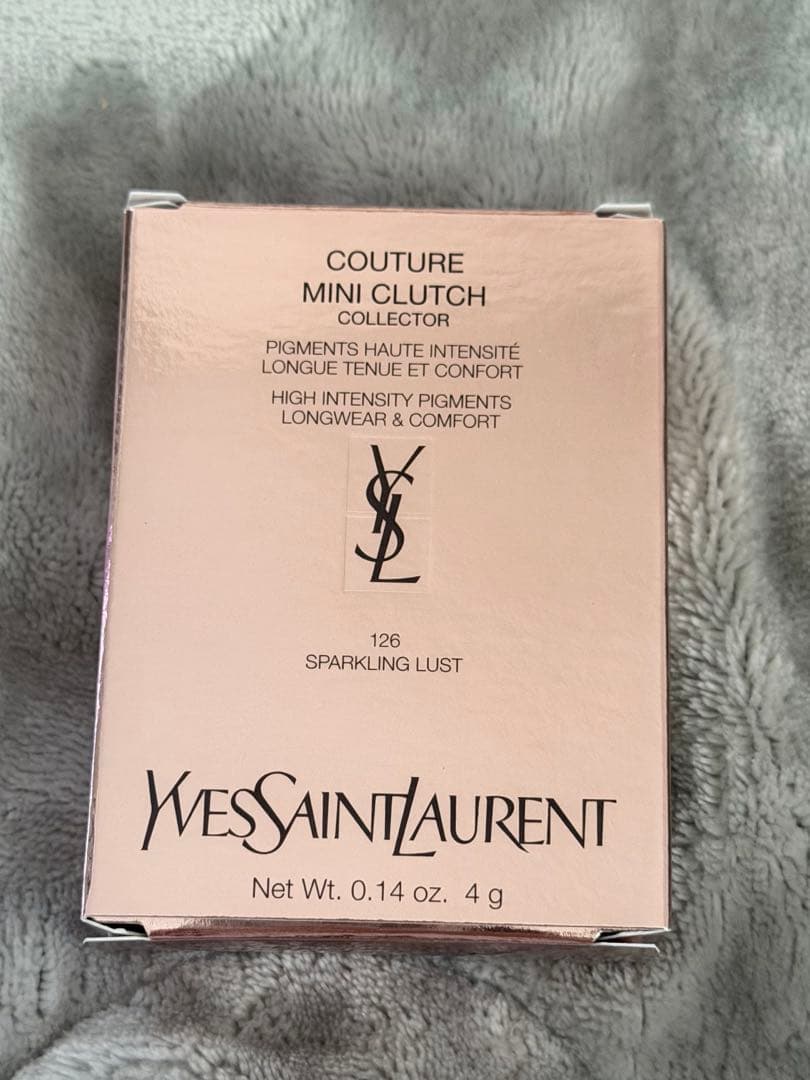 COUTURE
MINI CLUTCH
COLLECTOR
PIGMENTS HAUTE INTENSITÉ
LONGUE TENUE ET CONFORT
HIGH INTENSITY PIGMENTS
LONGWEAR & COMFORT
YSL
126
SPARKLING LUST
YVESSAINTLAURENT
Net Wt. 0.14 oz. 4 g